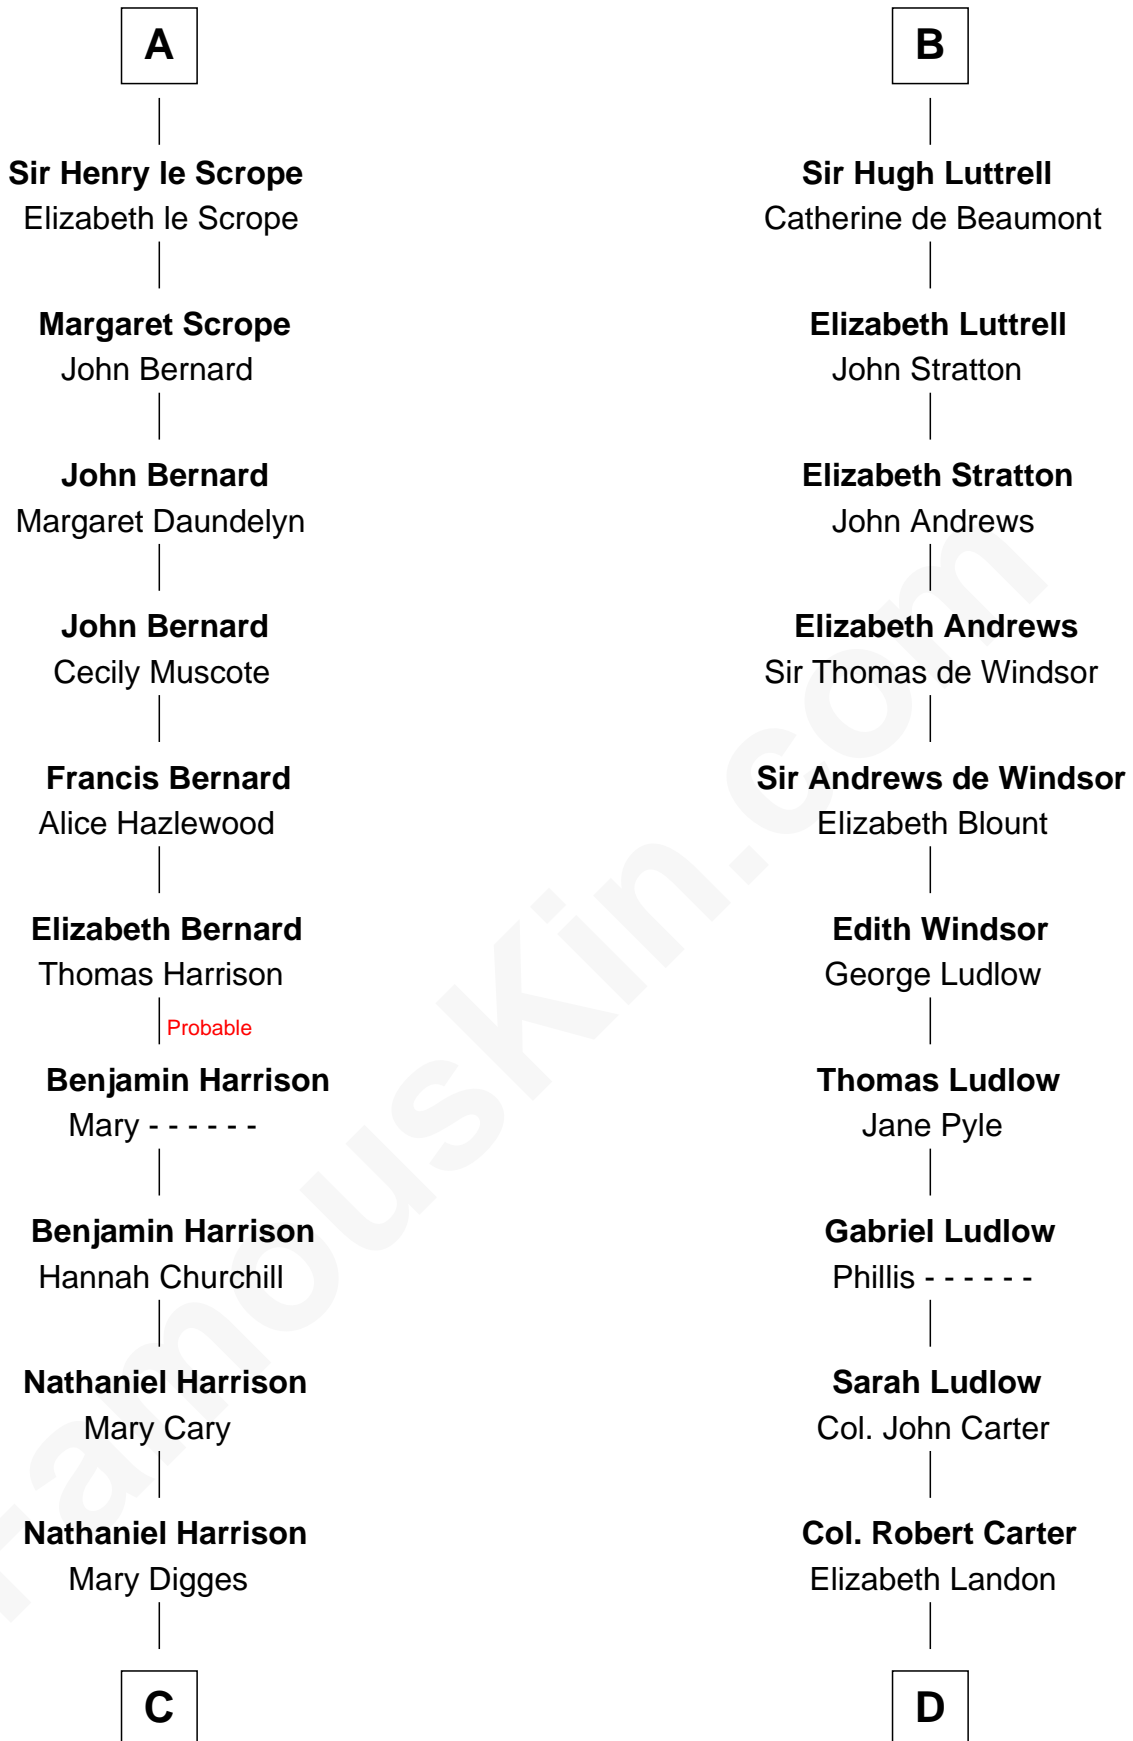 A
Sir Henry le Scrope
Elizabeth le Scrope
Margaret Scrope
John Bernard
John Bernard
Margaret Daundelyn
John Bernard
Cecily Muscote
Francis Bernard
Alice Hazlewood
Elizabeth Bernard
Thomas Harrison
Probable
Benjamin Harrison
Mary - - - - - -
Benjamin Harrison
Hannah Churchill
Nathaniel Harrison
Mary Cary
Nathaniel Harrison
Mary Digges
C
B
Sir Hugh Luttrell
Catherine de Beaumont
Elizabeth Luttrell
John Stratton
Elizabeth Stratton
John Andrews
Elizabeth Andrews
Sir Thomas de Windsor
Sir Andrews de Windsor
Elizabeth Blount
Edith Windsor
George Ludlow
Thomas Ludlow
Jane Pyle
Gabriel Ludlow
Phillis - - - - - -
Sarah Ludlow
Col. John Carter
Col. Robert Carter
Elizabeth Landon
D
FamousKin.com